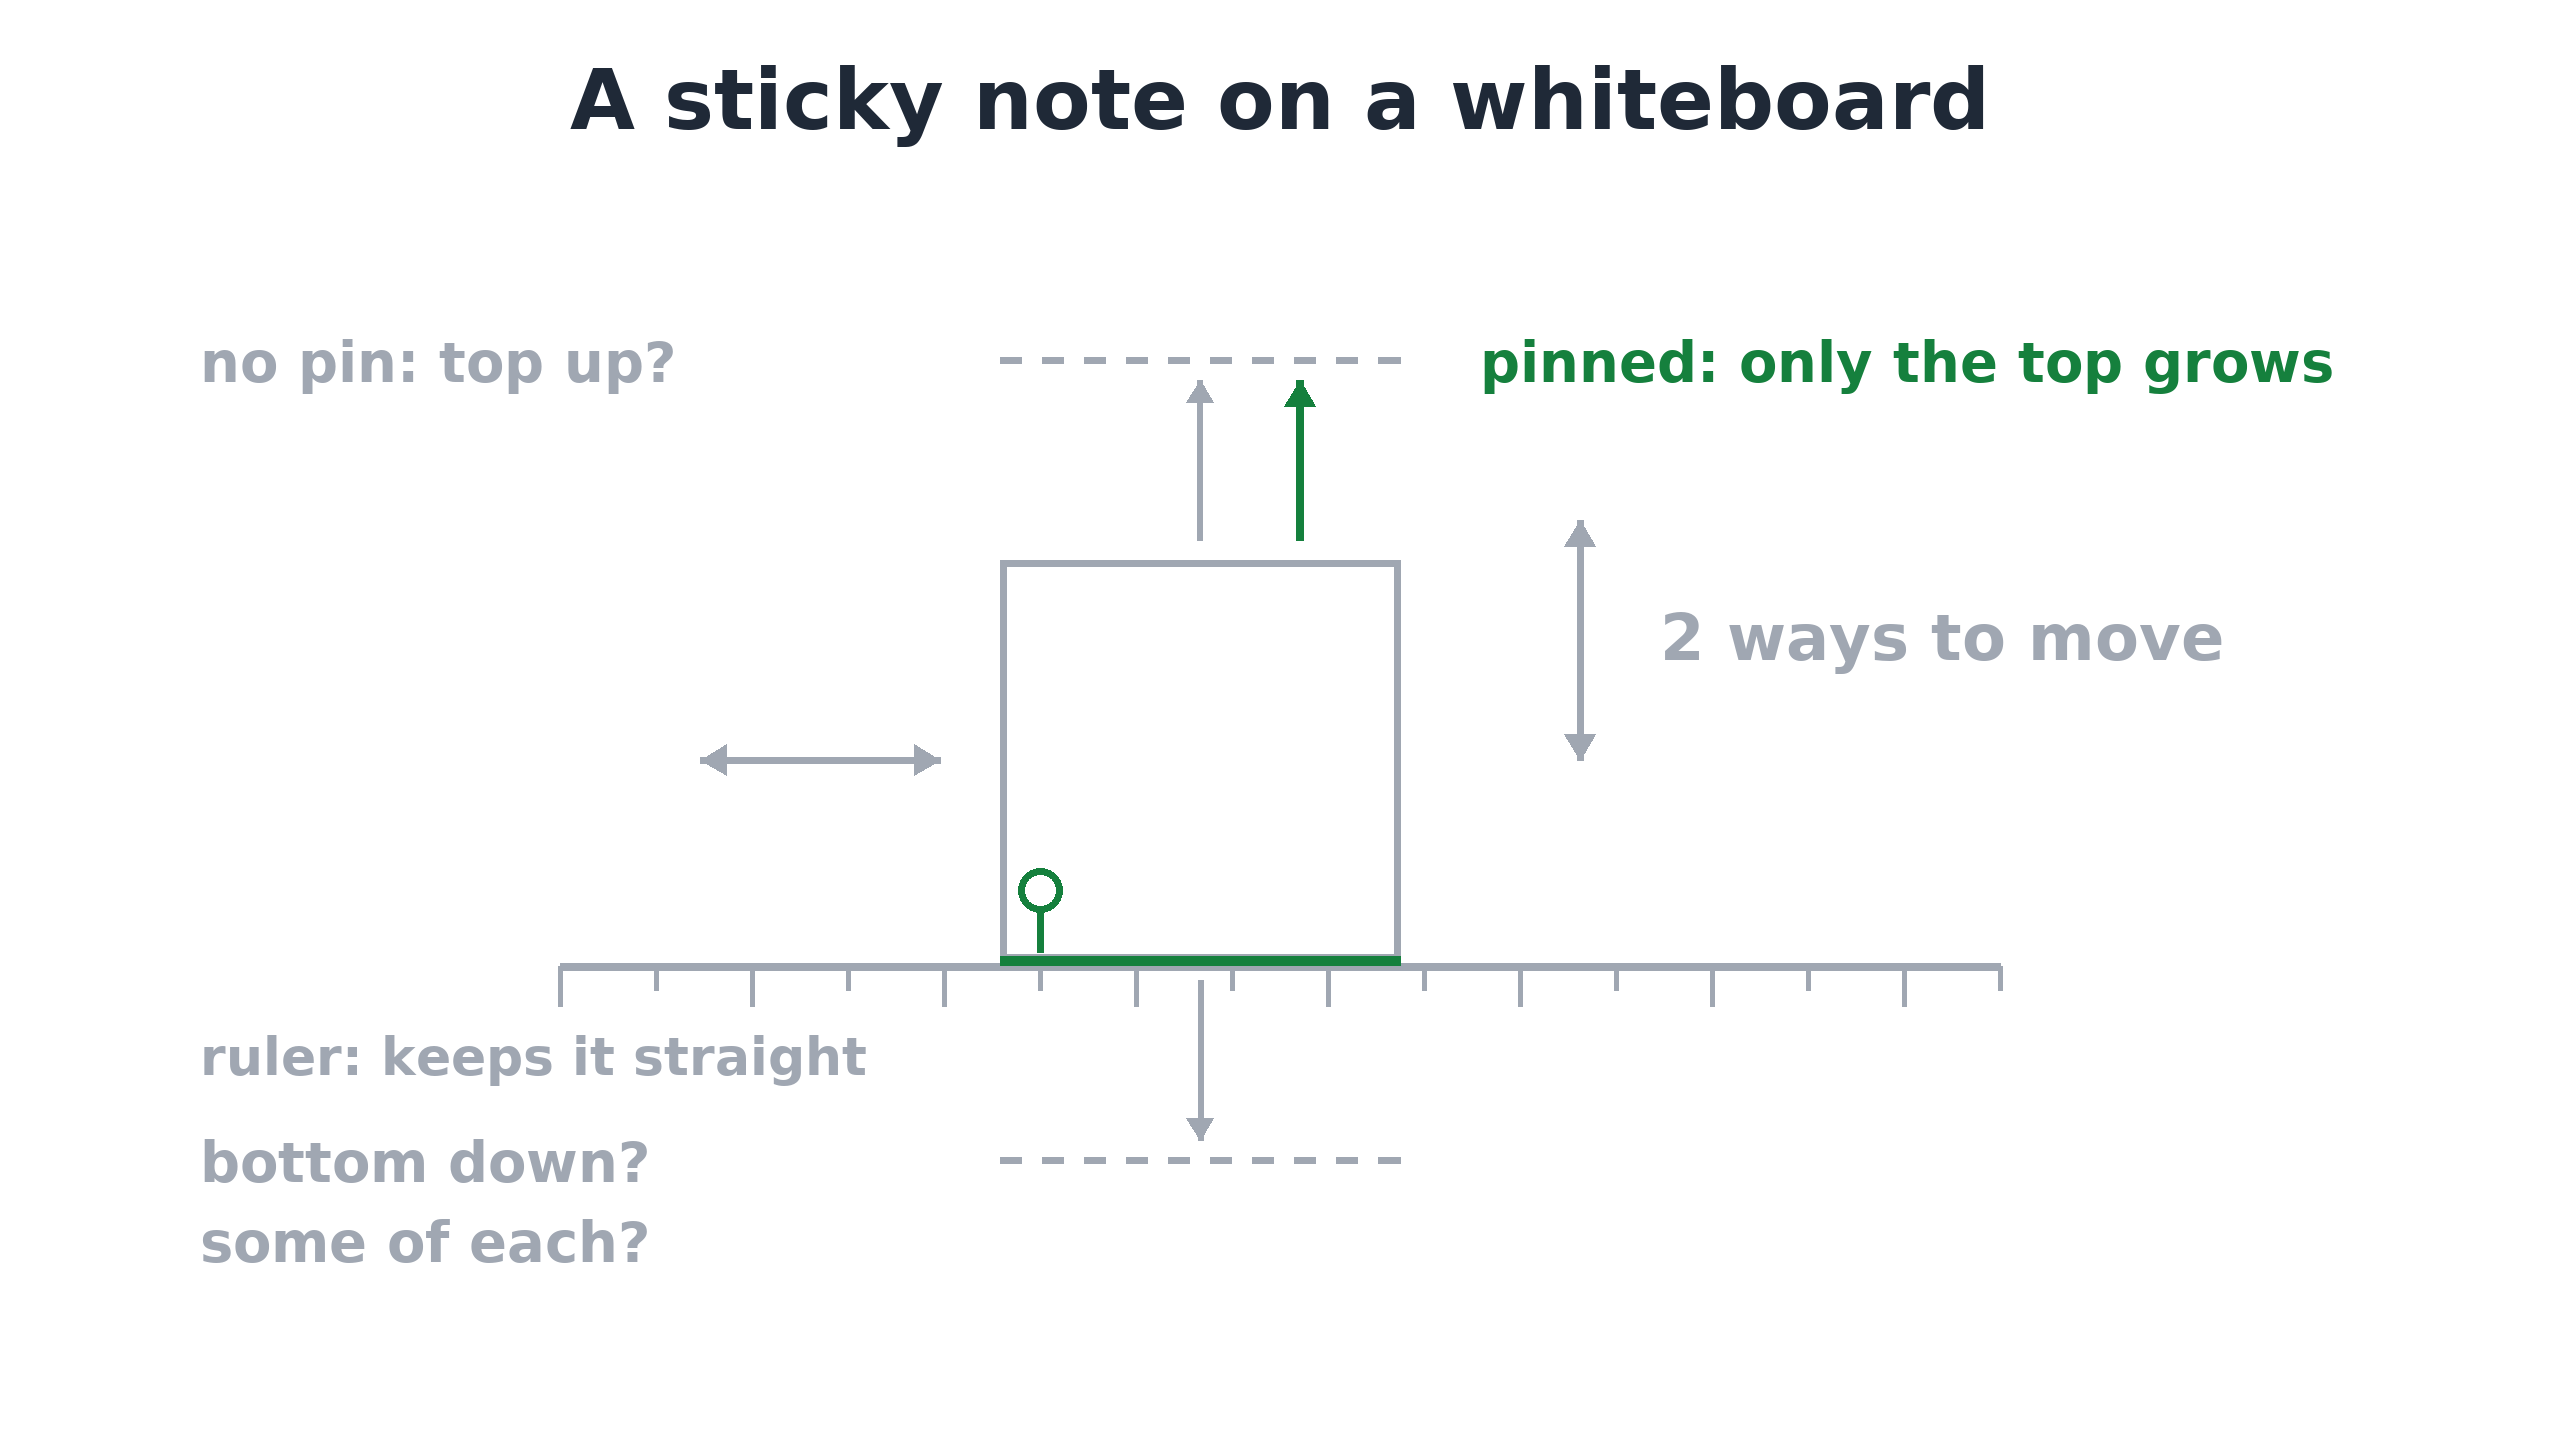 A sticky note on a whiteboard
no pin: top up?
pinned: only the top grows
2 ways to move
ruler: keeps it straight
bottom down?
some of each?